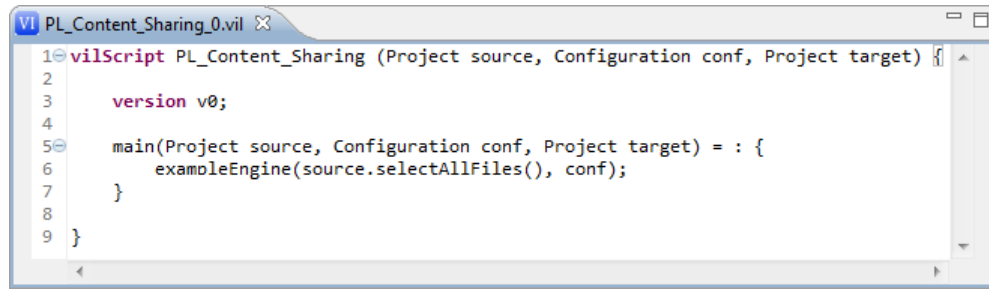 VI PL_Content_Sharing_0.vil
1 vilScript PL_Content_Sharing (Project source, Configuration conf, Project target) {
2
3 version v0;
4
5 main(Project source, Configuration conf, Project target) = : {
6 exampleEngine(source.selectAllFiles(), conf);
7 }
8
9 }